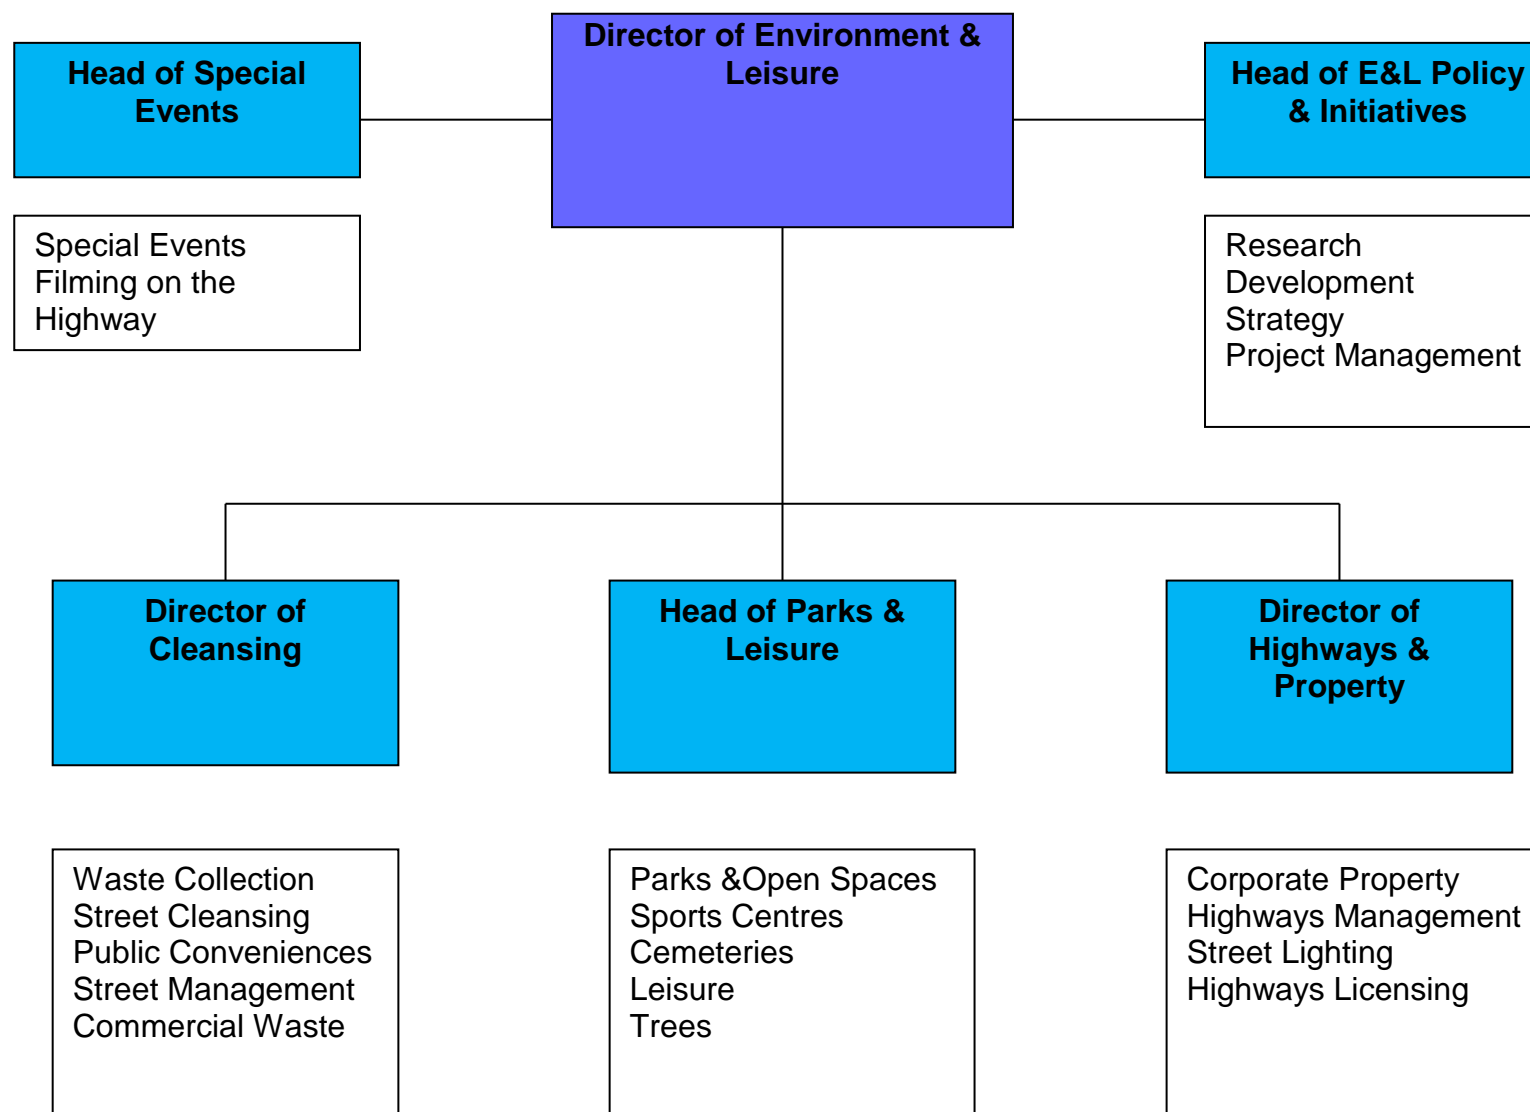 Director of Environment &
Leisure
Head of Special
Events
Head of E&L Policy
& Initiatives
Special Events
Filming on the
Highway
Research
Development
Strategy
Project Management
Director of
Cleansing
Head of Parks &
Leisure
Director of
Highways &
Property
Waste Collection
Street Cleansing
Public Conveniences
Street Management
Commercial Waste
Parks &Open Spaces
Sports Centres
Cemeteries
Leisure
Trees
Corporate Property
Highways Management
Street Lighting
Highways Licensing